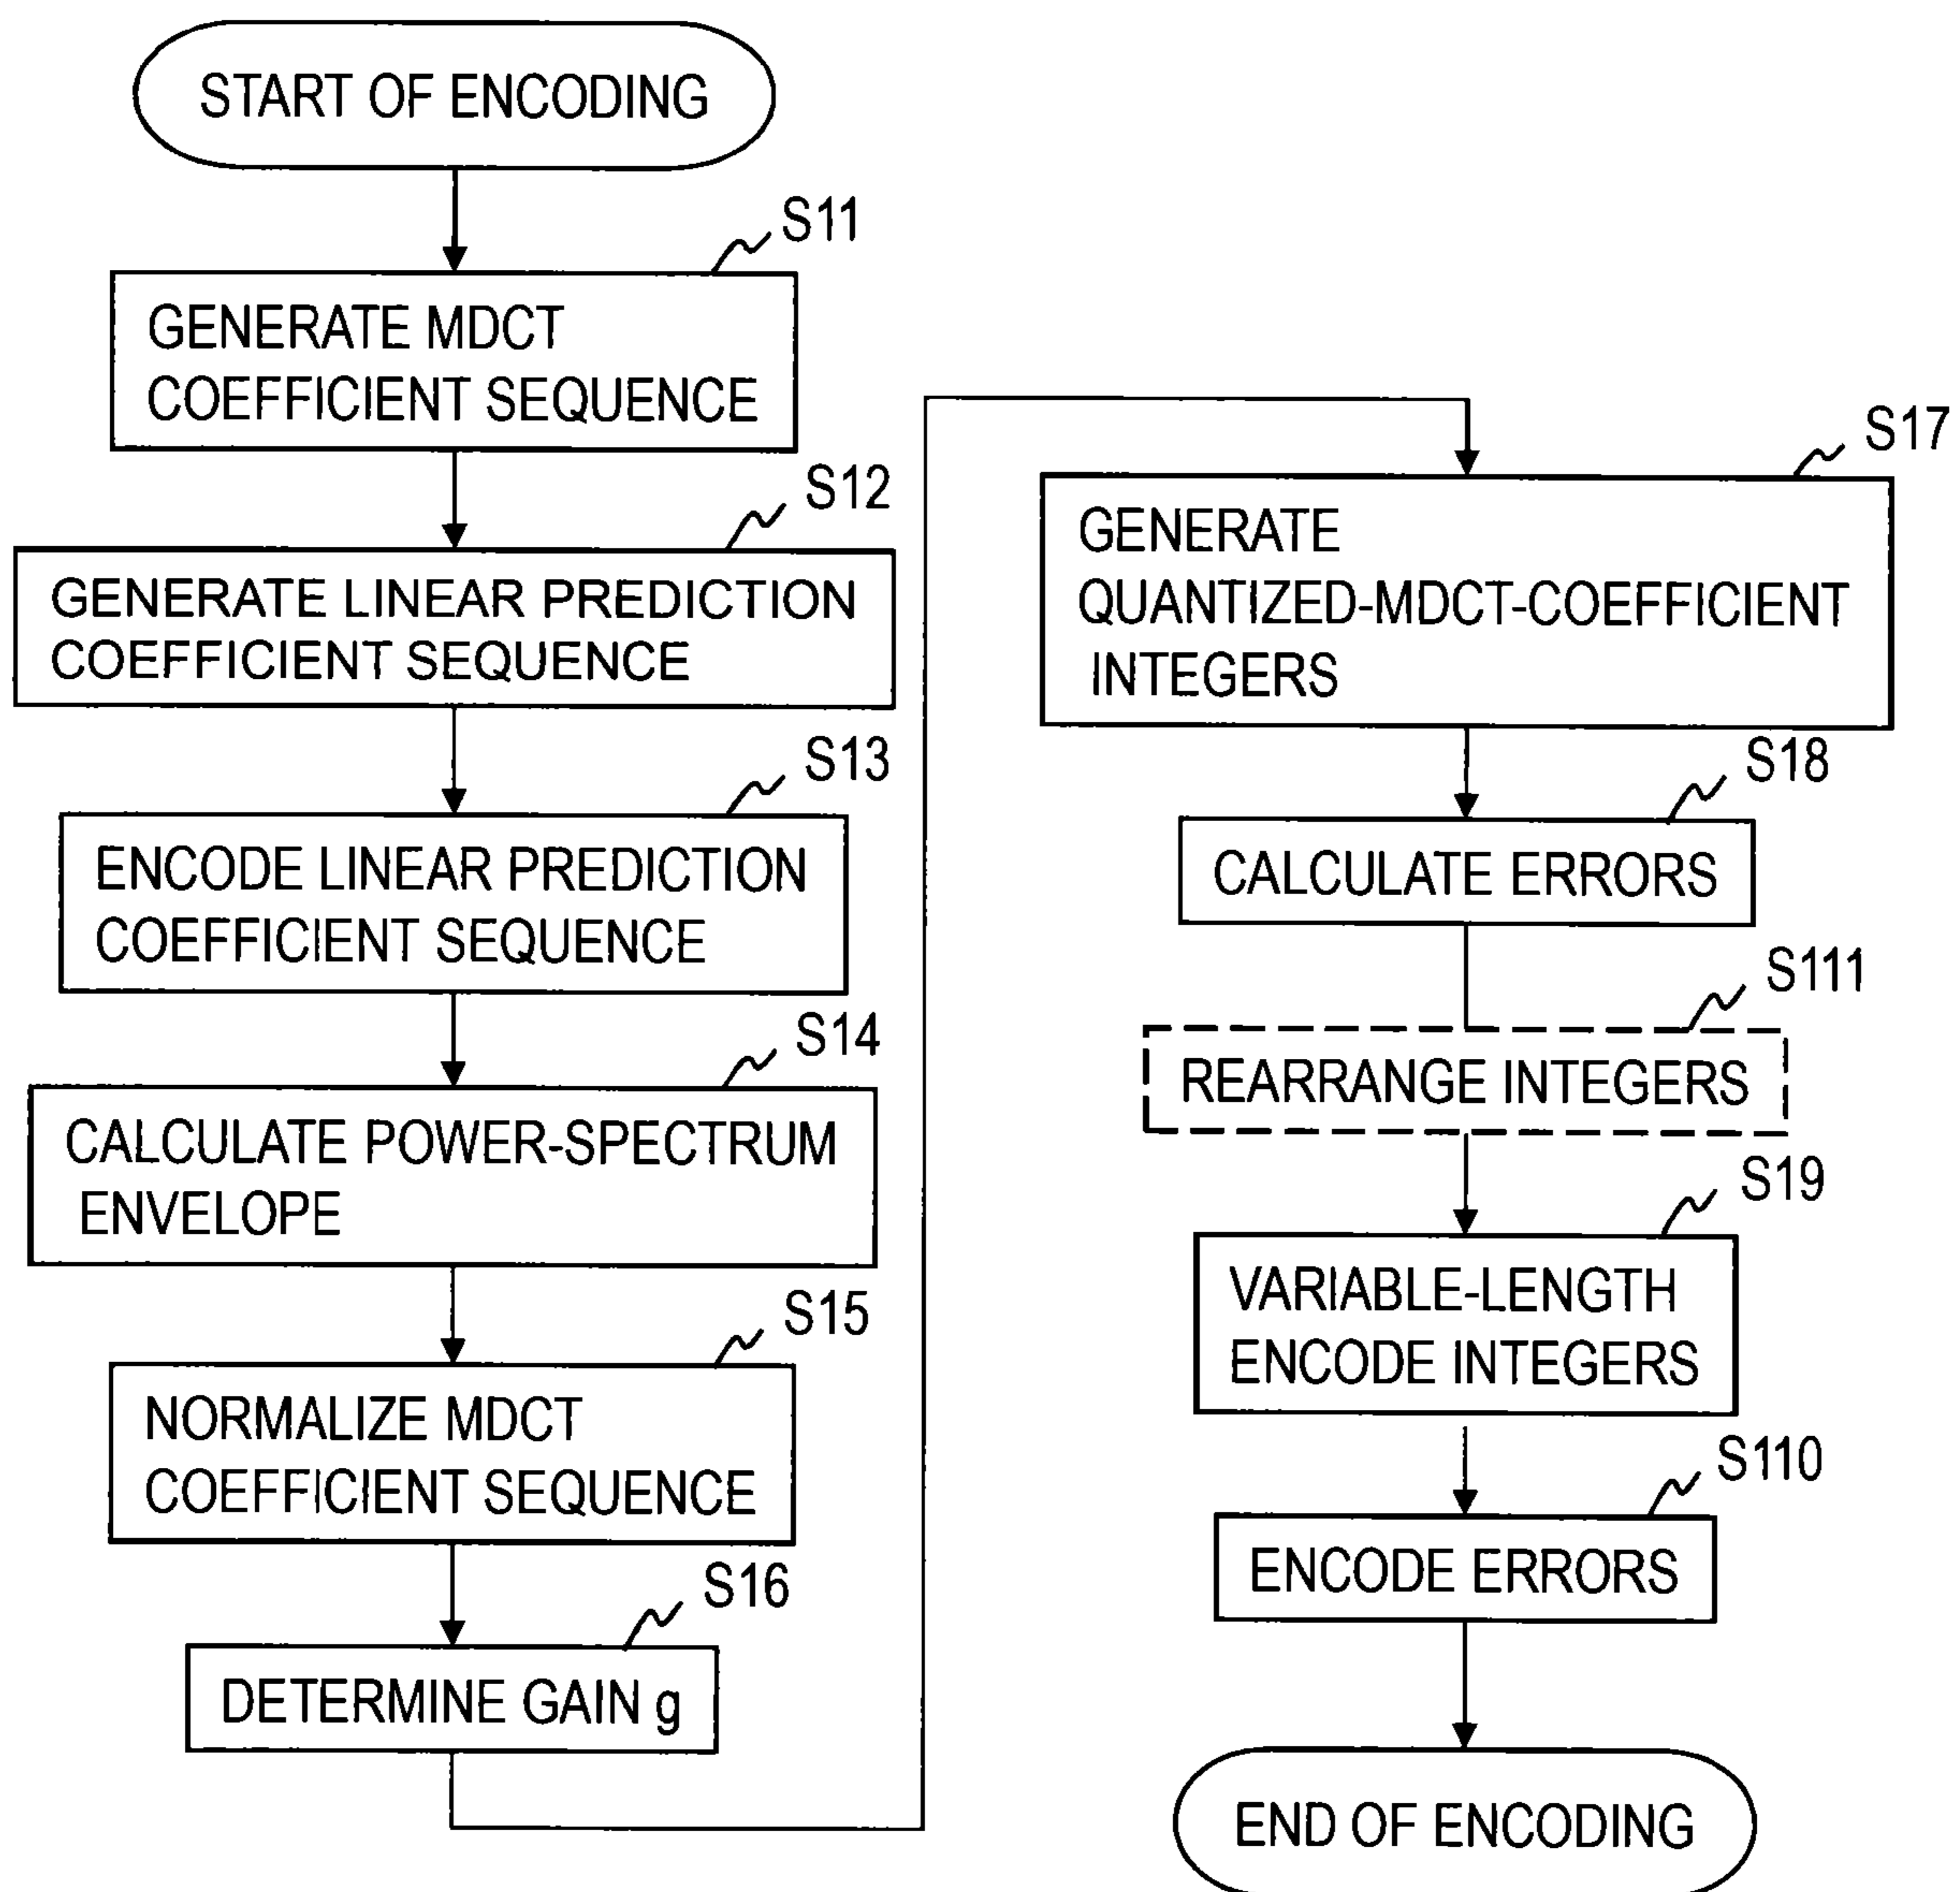 START OF ENCODING
S11
GENERATE MDCT
COEFFICIENT SEQUENCE
S12
GENERATE LINEAR PREDICTION
COEFFICIENT SEQUENCE
S13
ENCODE LINEAR PREDICTION
COEFFICIENT SEQUENCE
S14
CALCULATE POWER-SPECTRUM
ENVELOPE
S15
NORMALIZE MDCT
COEFFICIENT SEQUENCE
S16
DETERMINE GAIN g
S17
GENERATE
QUANTIZED-MDCT-COEFFICIENT
INTEGERS
S18
CALCULATE ERRORS
S111
REARRANGE INTEGERS
S19
VARIABLE-LENGTH
ENCODE INTEGERS
S110
ENCODE ERRORS
END OF ENCODING